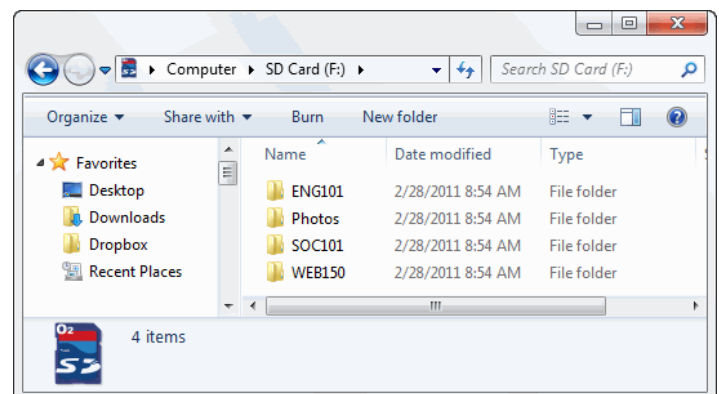 Computer ▸ SD Card (F:) ▸ Search SD Card (F:)
Organize ▾ Share with ▾ Burn New folder
Favorites
Desktop
Downloads
Dropbox
Recent Places
Name Date modified Type
ENG101 2/28/2011 8:54 AM File folder
Photos 2/28/2011 8:54 AM File folder
SOC101 2/28/2011 8:54 AM File folder
WEB150 2/28/2011 8:54 AM File folder
O2
SD
4 items